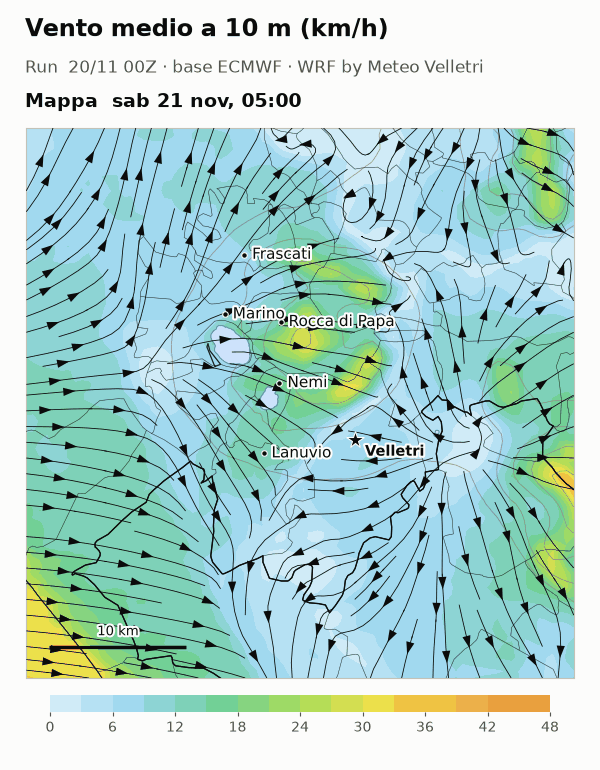 Vento medio a 10 m (km/h)
Run  20/11 00Z · base ECMWF · WRF by Meteo Velletri
Mappa  sab 21 nov, 05:00
Frascati
Marino
Rocca di Papa
Nemi
Lanuvio
Velletri
10 km
0 6 12 18 24 30 36 42 48